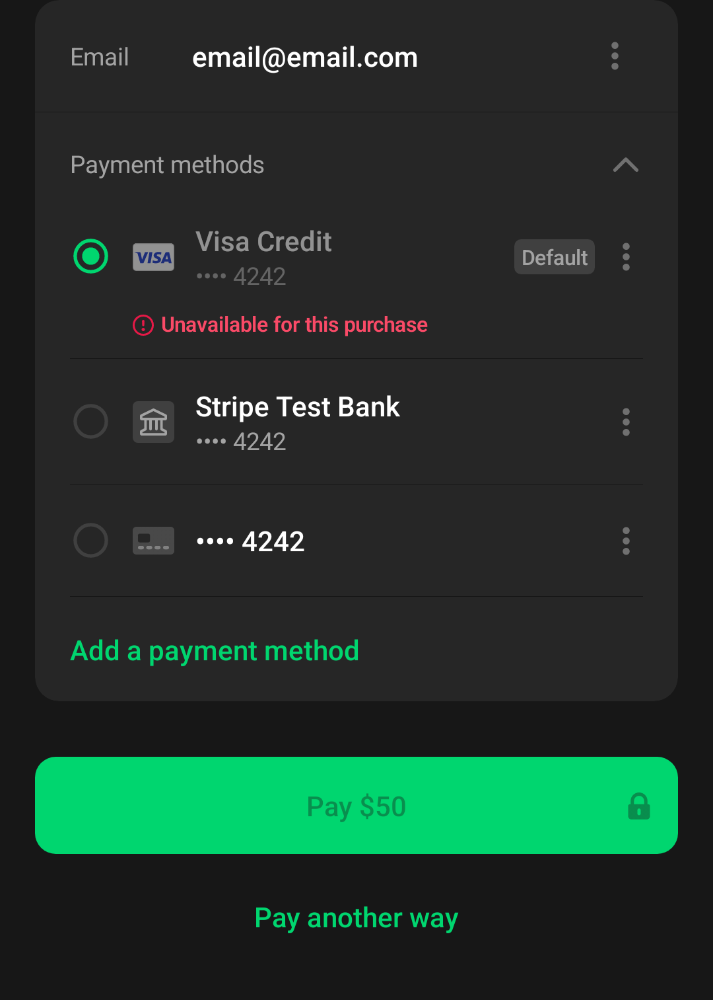 Email email@email.com
Payment methods
VISA Visa Credit Default
•••• 4242
Unavailable for this purchase
Stripe Test Bank
•••• 4242
•••• 4242
Add a payment method
Pay $50
Pay another way